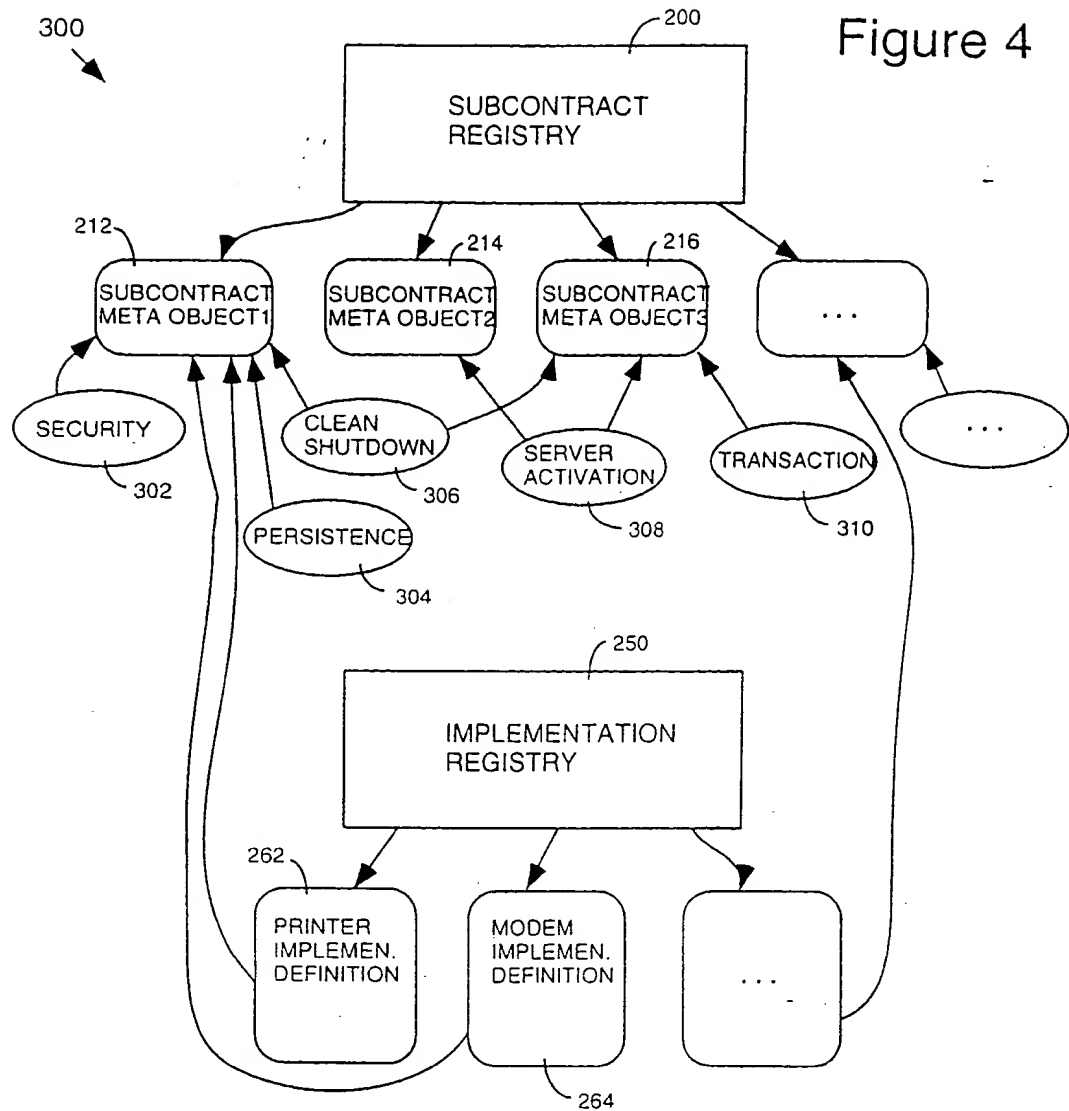 300
200
Figure 4
SUBCONTRACT
REGISTRY
212
214
216
SUBCONTRACT
META OBJECT1
SUBCONTRACT
META OBJECT2
SUBCONTRACT
META OBJECT3
...
SECURITY
302
CLEAN
SHUTDOWN
306
SERVER
ACTIVATION
308
TRANSACTION
310
...
PERSISTENCE
304
250
IMPLEMENTATION
REGISTRY
262
PRINTER
IMPLEMEN.
DEFINITION
MODEM
IMPLEMEN.
DEFINITION
264
...